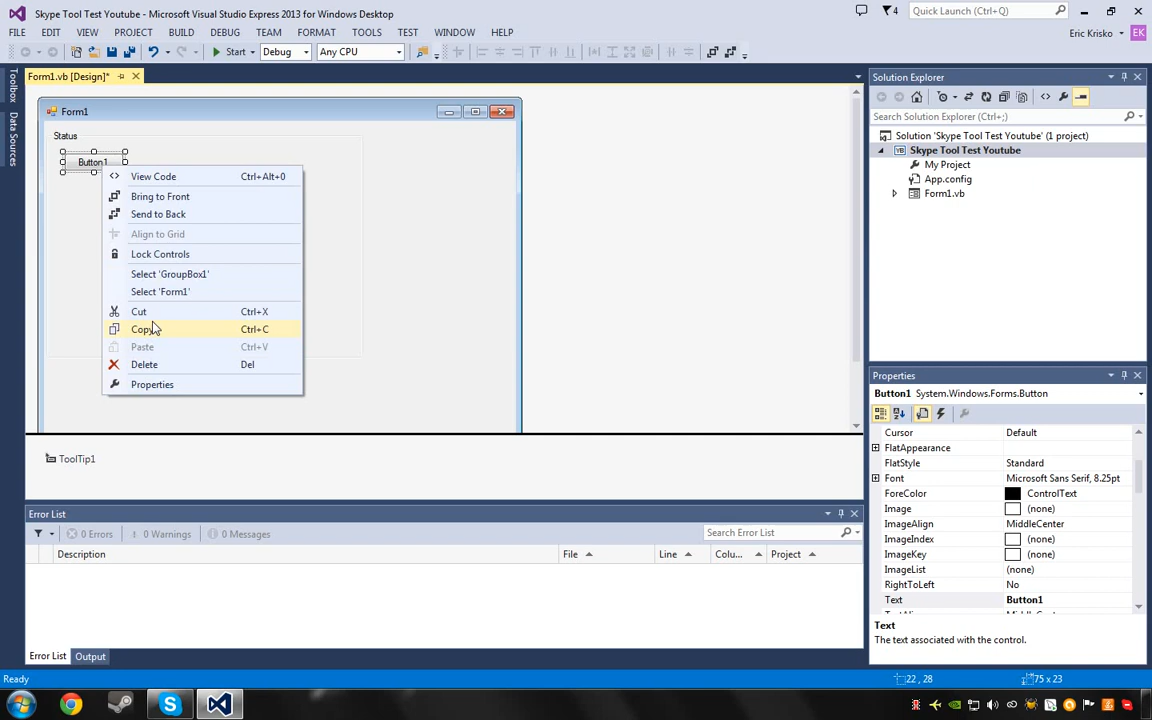 Skype Tool Test Youtube - Microsoft Visual Studio Express 2013 for Windows Desktop
4
Quick Launch (Ctrl+Q)
FILE EDIT VIEW PROJECT BUILD DEBUG TEAM FORMAT TOOLS TEST WINDOW HELP
Eric Krisko EK
Start Debug Any CPU
Toolbox
Data Sources
Form1.vb [Design]*
Form1
Status
Button1
View Code Ctrl+Alt+0
Bring to Front
Send to Back
Align to Grid
Lock Controls
Select 'GroupBox1'
Select 'Form1'
Cut Ctrl+X
Copy Ctrl+C
Paste Ctrl+V
Delete Del
Properties
ToolTip1
Error List
0 Errors 0 Warnings 0 Messages
Search Error List
Description File Line Colu... Project
Error List Output
Solution Explorer
Search Solution Explorer (Ctrl+;)
Solution 'Skype Tool Test Youtube' (1 project)
VB Skype Tool Test Youtube
My Project
App.config
Form1.vb
Properties
Button1 System.Windows.Forms.Button
Cursor Default
FlatAppearance
FlatStyle Standard
Font Microsoft Sans Serif, 8.25pt
ForeColor ControlText
Image (none)
ImageAlign MiddleCenter
ImageIndex (none)
ImageKey (none)
ImageList (none)
RightToLeft No
Text Button1
Text
The text associated with the control.
Ready
22 , 28
75 x 23